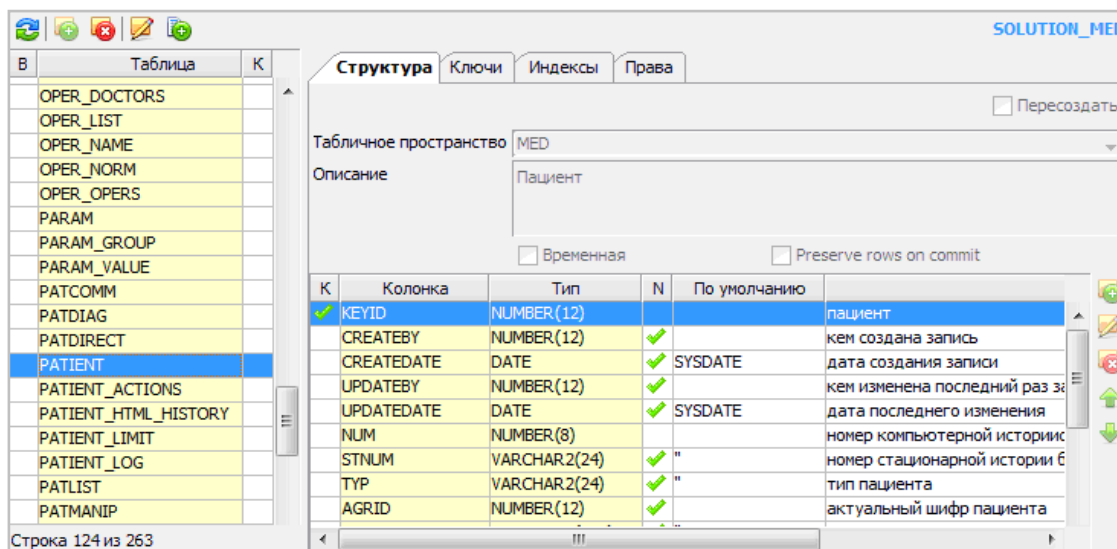 SOLUTION_MED
В Таблица К
OPER_DOCTORS
OPER_LIST
OPER_NAME
OPER_NORM
OPER_OPERS
PARAM
PARAM_GROUP
PARAM_VALUE
PATCOMM
PATDIAG
PATDIRECT
PATIENT
PATIENT_ACTIONS
PATIENT_HTML_HISTORY
PATIENT_LIMIT
PATIENT_LOG
PATLIST
PATMANIP
Строка 124 из 263
Структура Ключи Индексы Права
Пересоздать
Табличное пространство MED
Описание Пациент
Временная Preserve rows on commit
К Колонка Тип N По умолчанию
KEYID NUMBER(12) пациент
CREATEBY NUMBER(12) кем создана запись
CREATEDATE DATE SYSDATE дата создания записи
UPDATEBY NUMBER(12) кем изменена последний раз за
UPDATEDATE DATE SYSDATE дата последнего изменения
NUM NUMBER(8) номер компьютерной историис
STNUM VARCHAR2(24) '' номер стационарной истории б
TYP VARCHAR2(24) '' тип пациента
AGRID NUMBER(12) актуальный шифр пациента